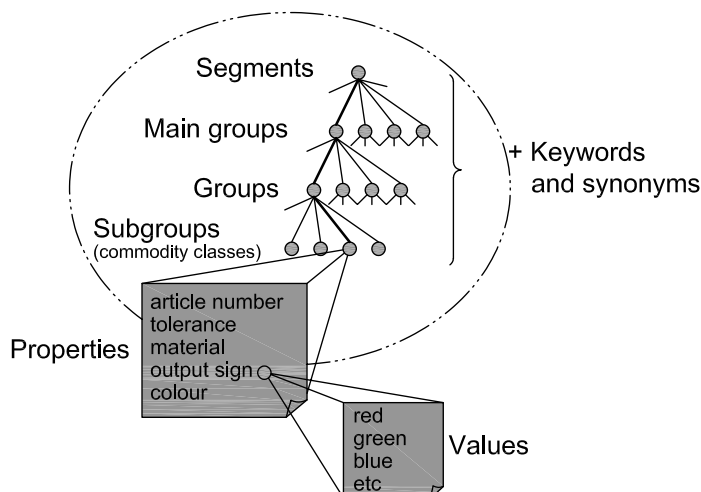 Segments
Main groups
Groups
Subgroups
(commodity classes)
+ Keywords
and synonyms
Properties
article number
tolerance
material
output sign
colour
red
green
blue
etc
Values